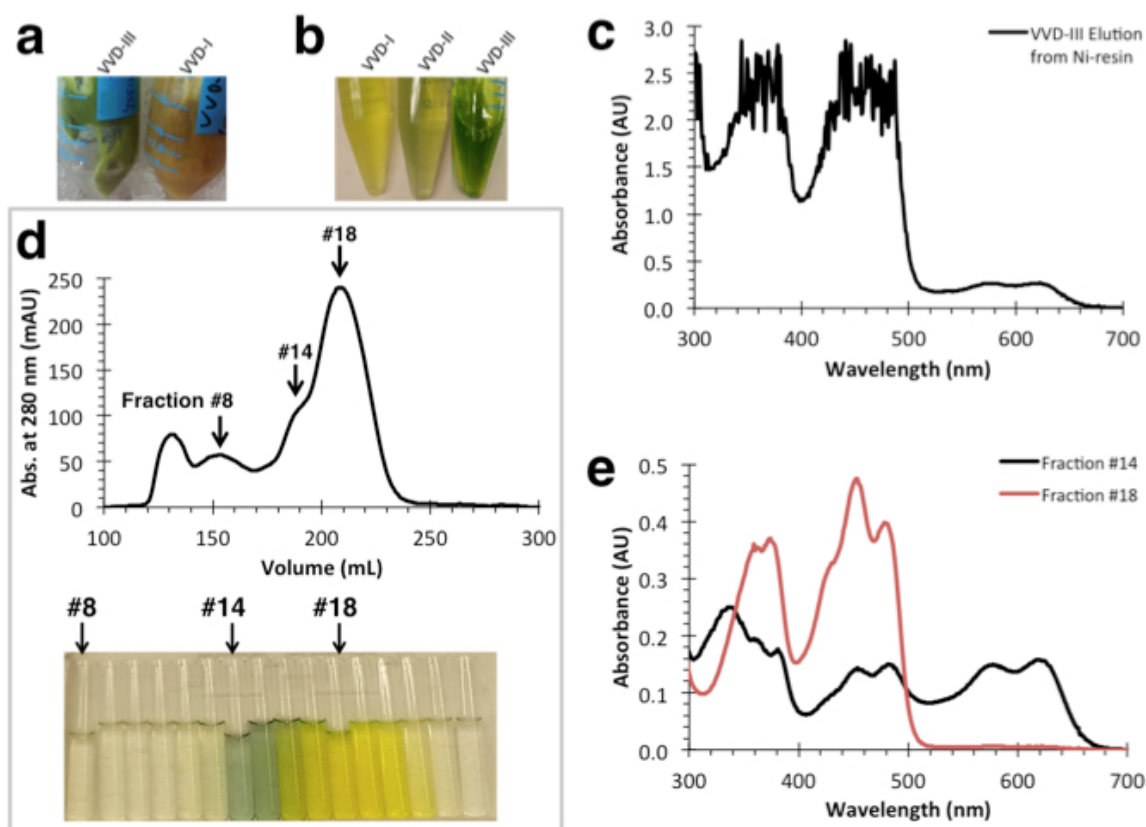 a
VVD-III
VVD-I
b
VVD-I
VVD-II
VVD-III
c
VVD-III Elution
from Ni-resin
Absorbance (AU)
3.0
2.5
2.0
1.5
1.0
0.5
0.0
300 400 500 600 700
Wavelength (nm)
d
#18
#14
Fraction #8
Abs. at 280 nm (mAU)
250
200
150
100
50
0
100 150 200 250 300
Volume (mL)
#8 #14 #18
e
Fraction #14
Fraction #18
Absorbance (AU)
0.5
0.4
0.3
0.2
0.1
0.0
300 400 500 600 700
Wavelength (nm)